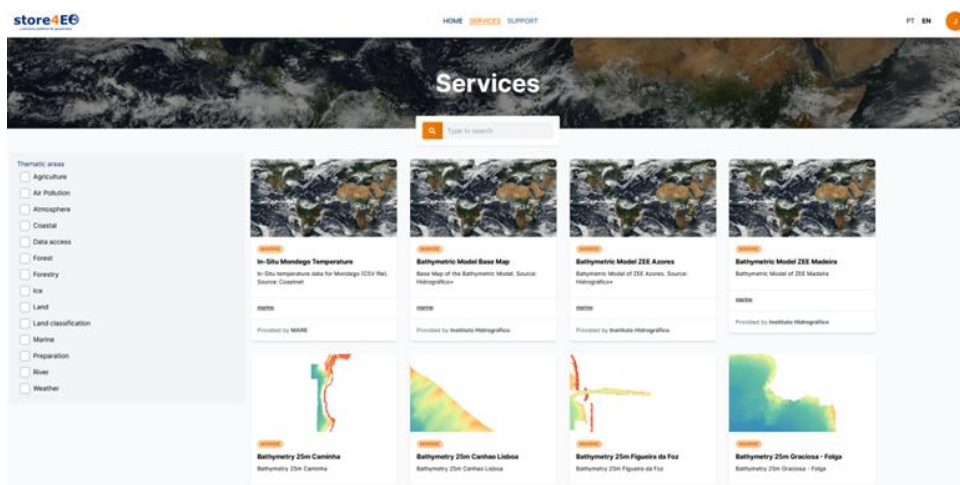 store4EO
HOME SERVICES SUPPORT
PT EN
J
Services
Type to search
Thematic areas
Agriculture
Air Pollution
Atmosphere
Coastal
Data access
Forest
Forestry
Ice
Land
Land classification
Marine
Preparation
River
Weather
MARINE
In-Situ Mondego Temperature
In-Situ temperature data for Mondego (CSV file).
Source: Coastnet
marine
Provided by MARE
MARINE
Bathymetric Model Base Map
Base Map of the Bathymetric Model. Source:
Hidrográfico+
marine
Provided by Instituto Hidrográfico
MARINE
Bathymetric Model ZEE Azores
Bathymetric Model of ZEE Azores. Source:
Hidrográfico+
marine
Provided by Instituto Hidrográfico
MARINE
Bathymetric Model ZEE Madeira
Bathymetric Model of ZEE Madeira
marine
Provided by Instituto Hidrográfico
MARINE
Bathymetry 25m Caminha
Bathymetry 25m Caminha
MARINE
Bathymetry 25m Canhao Lisboa
Bathymetry 25m Canhao Lisboa
MARINE
Bathymetry 25m Figueira da Foz
Bathymetry 25m Figueira da Foz
MARINE
Bathymetry 25m Graciosa - Folga
Bathymetry 25m Graciosa - Folga